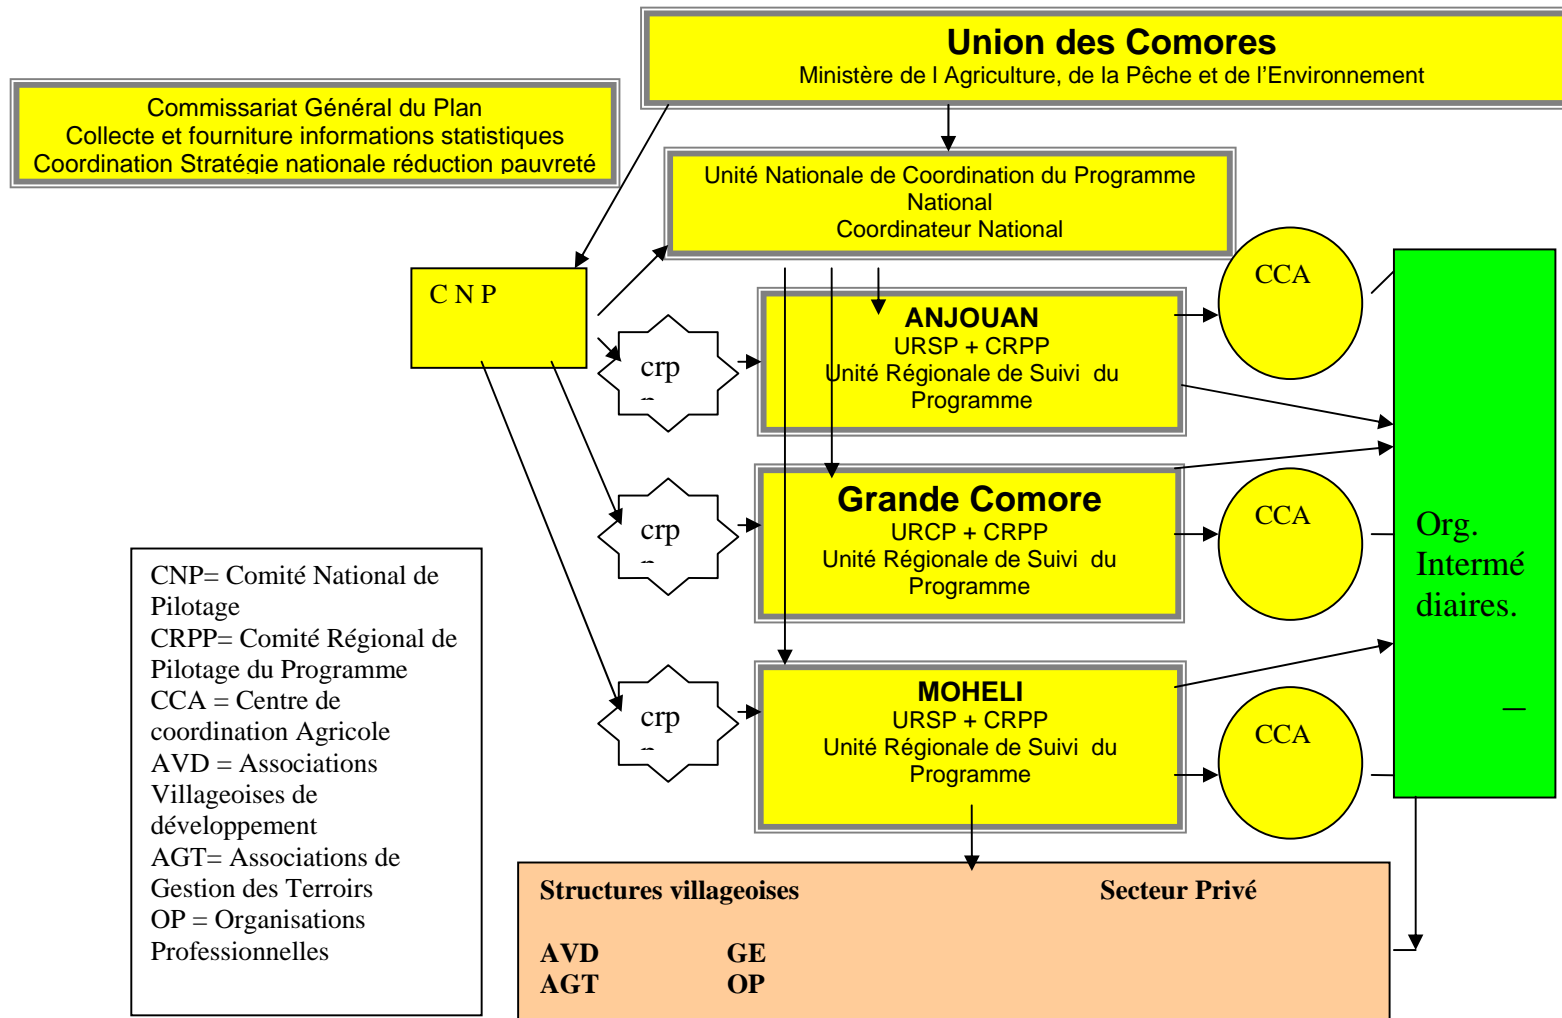 Union des Comores
Ministère de l Agriculture, de la Pêche et de l'Environnement
Commissariat Général du Plan
Collecte et fourniture informations statistiques
Coordination Stratégie nationale réduction pauvreté
Unité Nationale de Coordination du Programme
National
Coordinateur National
C N P
crp
ANJOUAN
URSP + CRPP
Unité Régionale de Suivi du
Programme
CCA
crp
Grande Comore
URCP + CRPP
Unité Régionale de Suivi du
Programme
CCA
crp
MOHELI
URSP + CRPP
Unité Régionale de Suivi du
Programme
CCA
Org.
Intermé
diaires.
_
CNP= Comité National de
Pilotage
CRPP= Comité Régional de
Pilotage du Programme
CCA = Centre de
coordination Agricole
AVD = Associations
Villageoises de
développement
AGT= Associations de
Gestion des Terroirs
OP = Organisations
Professionnelles
Structures villageoises Secteur Privé
AVD GE
AGT OP